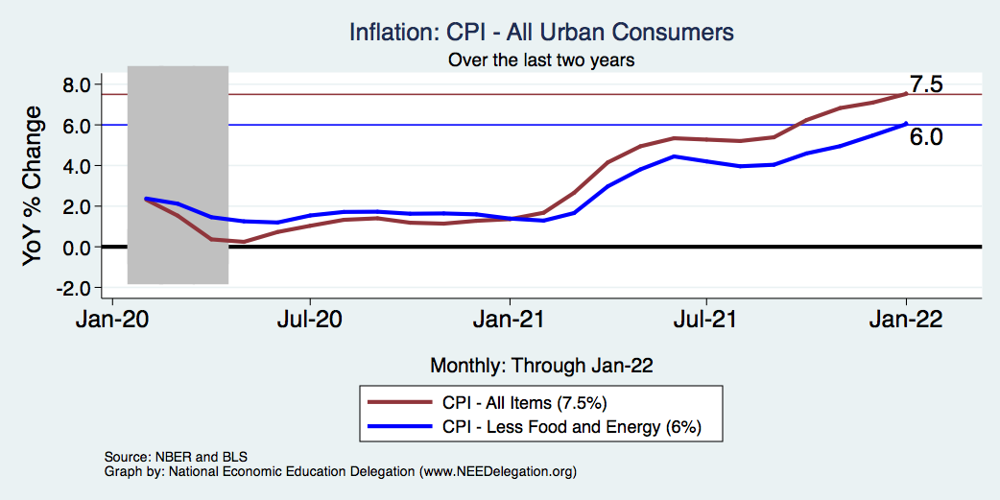 Inflation: CPI - All Urban Consumers
Over the last two years
YoY % Change
8.0
6.0
4.0
2.0
0.0
-2.0
7.5
6.0
Jan-20 Jul-20 Jan-21 Jul-21 Jan-22
Monthly: Through Jan-22
CPI - All Items (7.5%)
CPI - Less Food and Energy (6%)
Source: NBER and BLS
Graph by: National Economic Education Delegation (www.NEEDelegation.org)